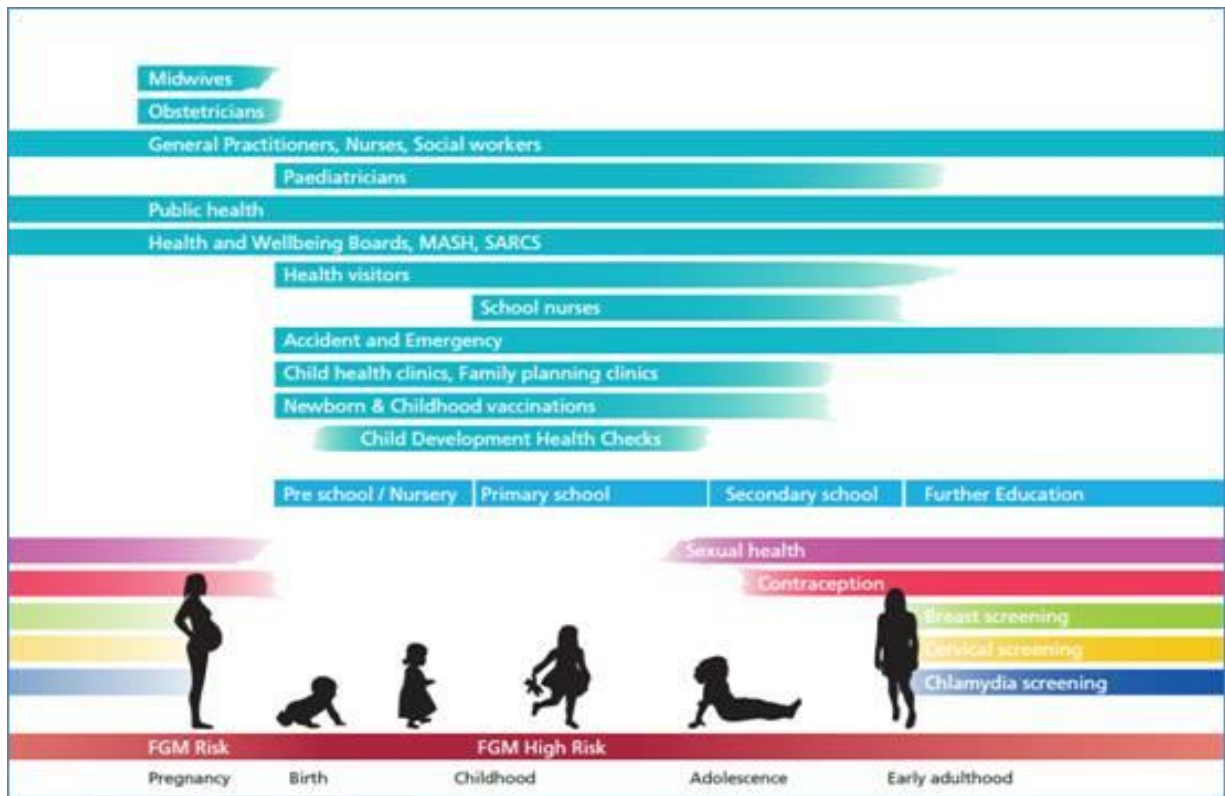 Midwives
Obstetricians
General Practitioners, Nurses, Social workers
Paediatricians
Public health
Health and Wellbeing Boards, MASH, SARCS
Health visitors
School nurses
Accident and Emergency
Child health clinics, Family planning clinics
Newborn & Childhood vaccinations
Child Development Health Checks
Pre school / Nursery Primary school Secondary school Further Education
Sexual health
Contraception
Breast screening
Cervical screening
Chlamydia screening
FGM Risk FGM High Risk
Pregnancy Birth Childhood Adolescence Early adulthood